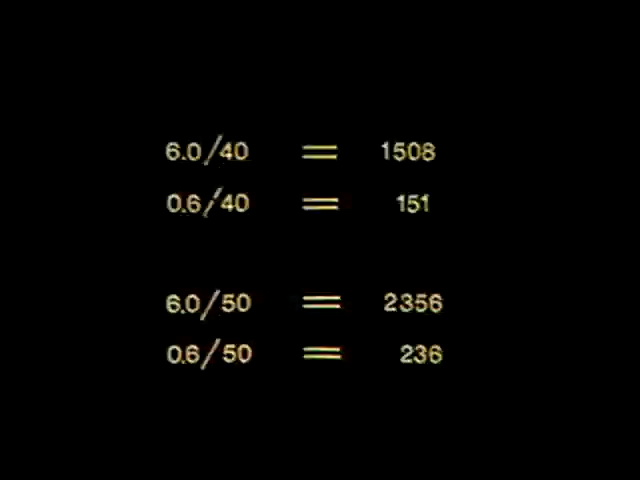 6.0/40 = 1508
0.6/40 = 151
6.0/50 = 2356
0.6/50 = 236